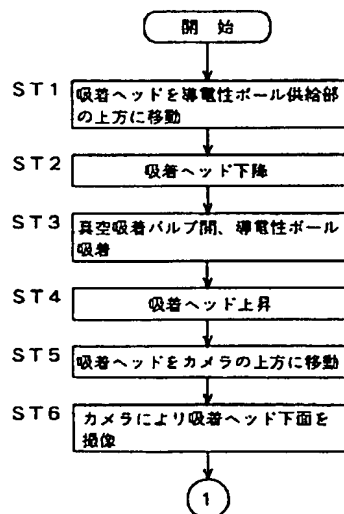 開 始
ST1
吸着ヘッドを導電性ボール供給部
の上方に移動
ST2
吸着ヘッド下降
ST3
真空吸着バルブ開、導電性ボール
吸着
ST4
吸着ヘッド上昇
ST5
吸着ヘッドをカメラの上方に移動
ST6
カメラにより吸着ヘッド下面を
撮像
1